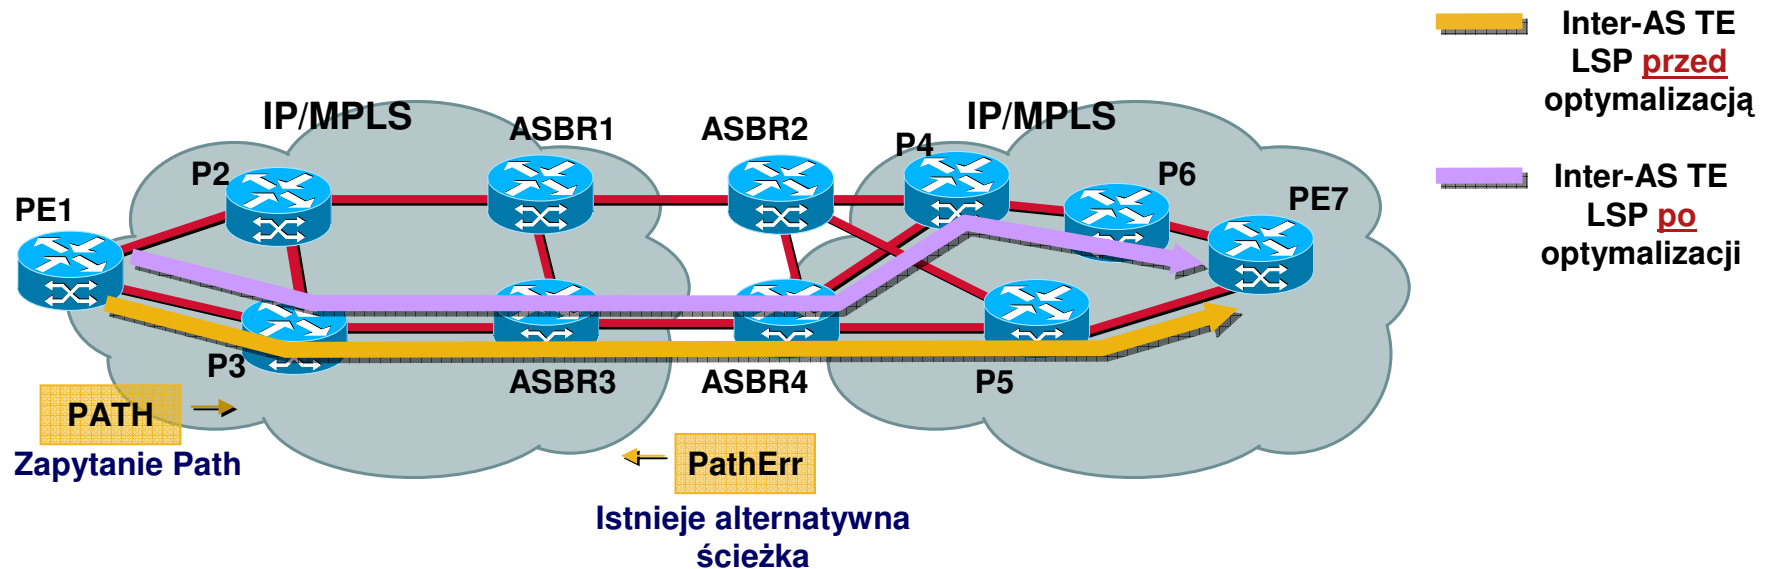 Inter-AS TE
LSP przed
optymalizacją
IP/MPLS
ASBR1
ASBR2
IP/MPLS
P4
P2
P6
Inter-AS TE
LSP po
optymalizacji
PE1
PE7
P3
ASBR3
ASBR4
P5
PATH
Zapytanie Path
PathErr
Istnieje alternatywna
ścieżka